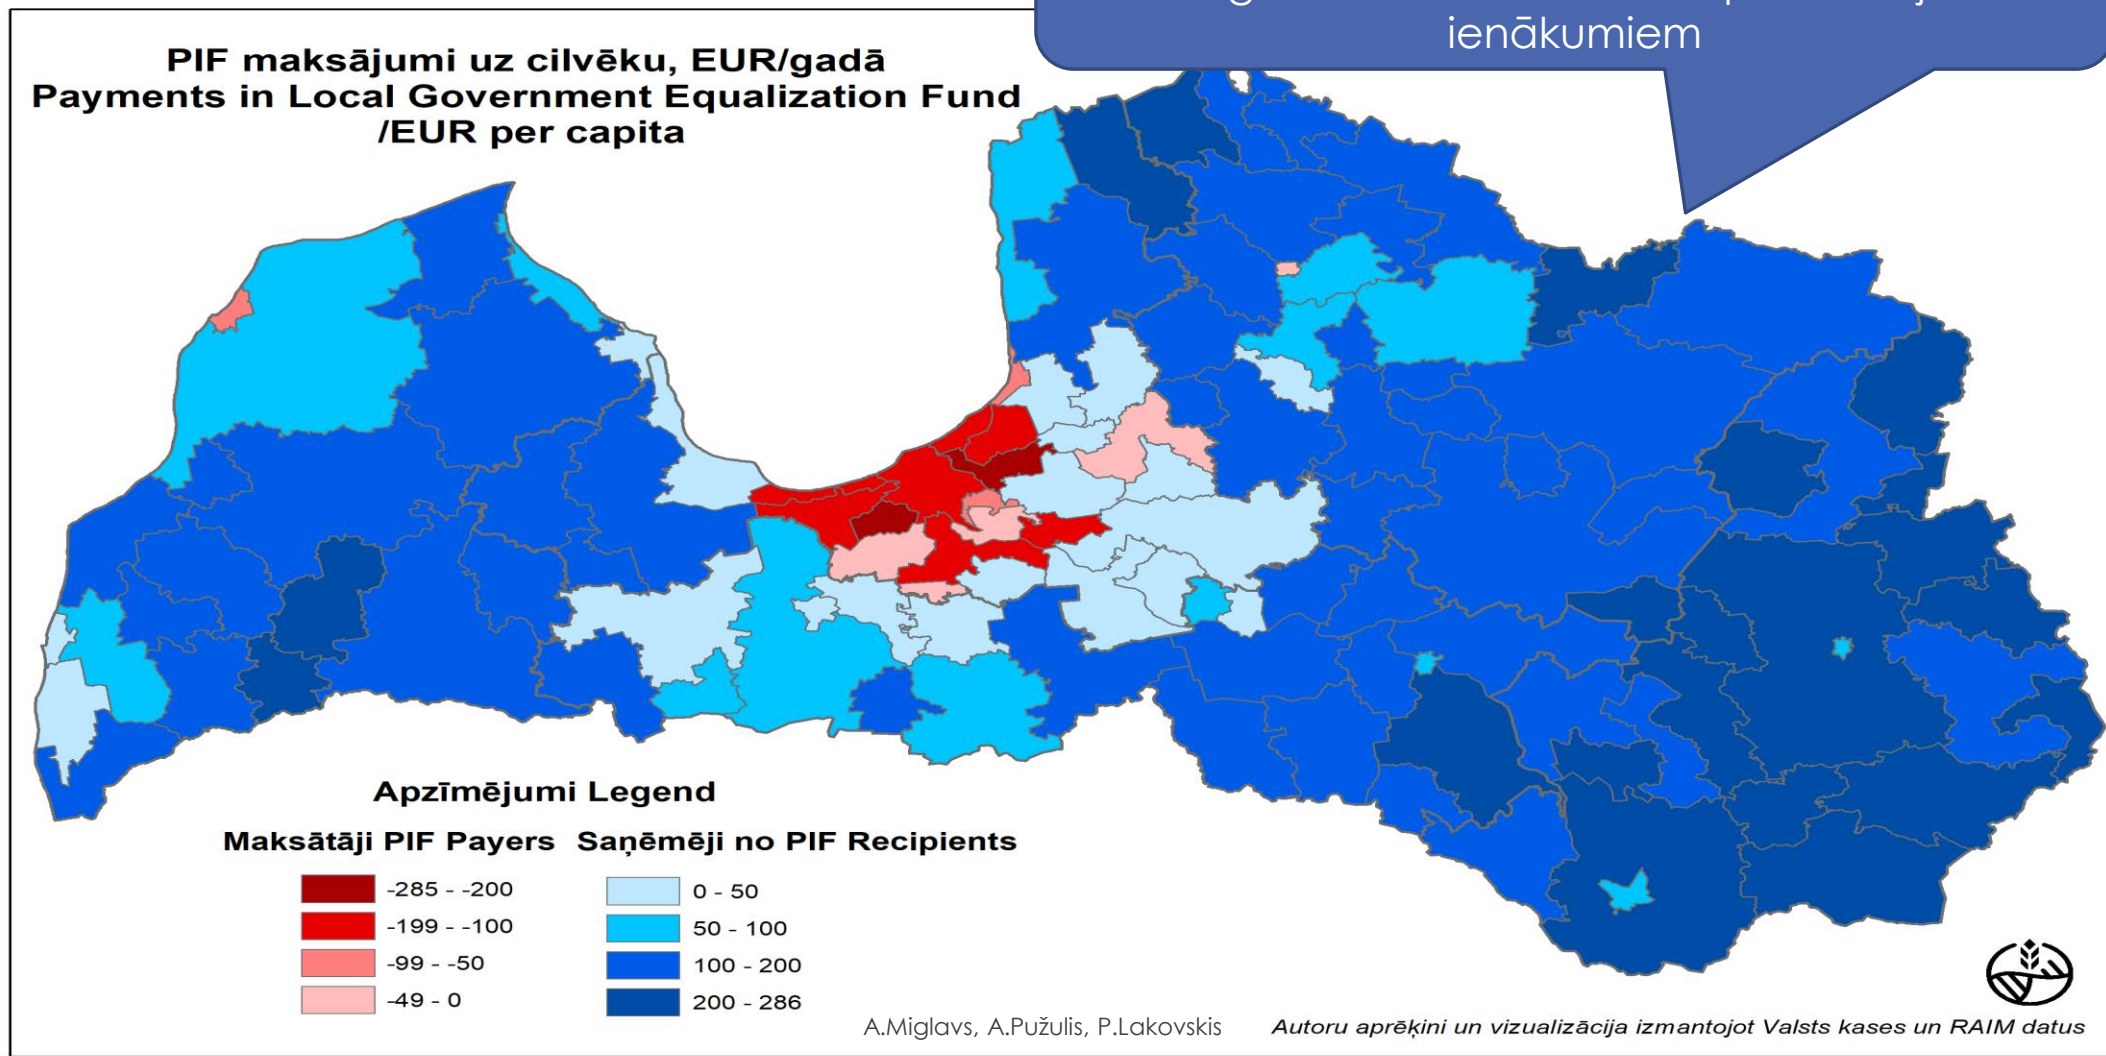 ienākumiem
PIF maksājumi uz cilvēku, EUR/gadā
Payments in Local Government Equalization Fund
/EUR per capita
Apzīmējumi Legend
Maksātāji PIF Payers
-285 - -200
-199 - -100
-99 - -50
-49 - 0
Saņēmēji no PIF Recipients
0 - 50
50 - 100
100 - 200
200 - 286
A.Miglavs, A.Pužulis, P.Lakovskis
Autoru aprēķini un vizualizācija izmantojot Valsts kases un RAIM datus